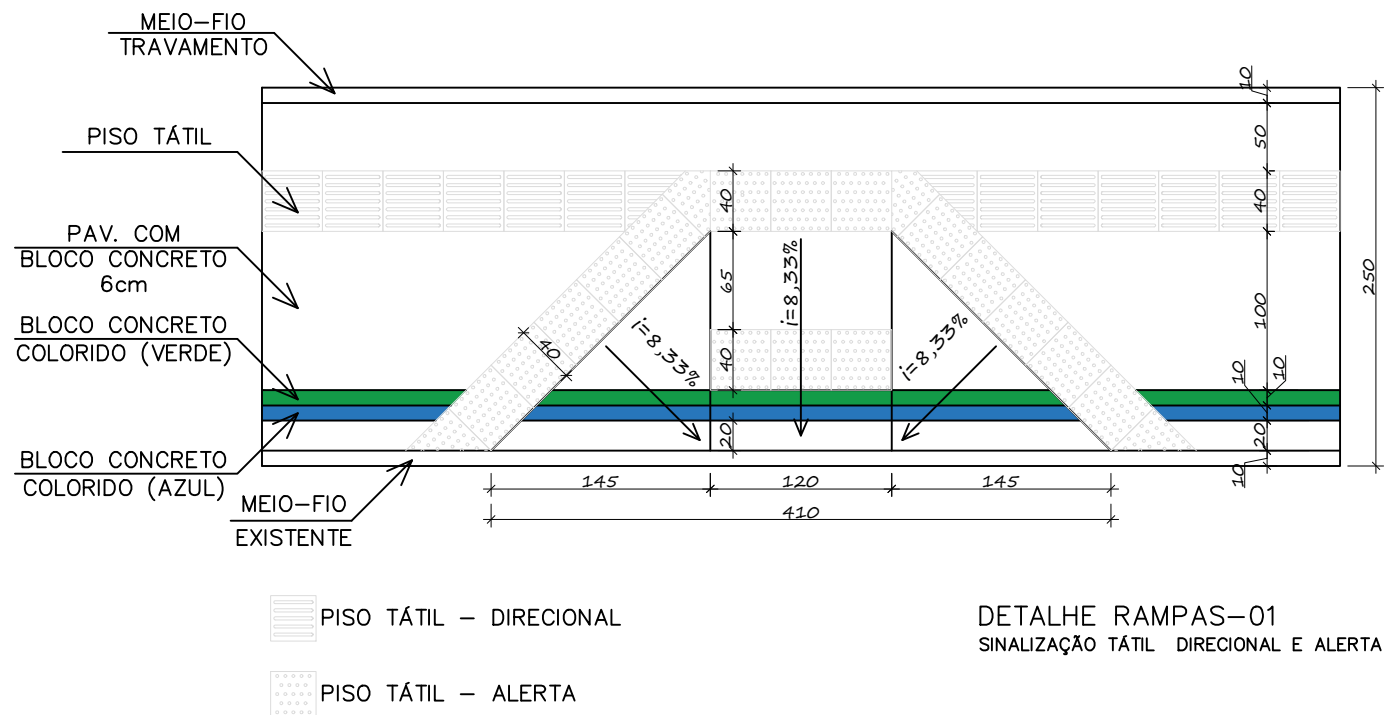 MEIO-FIO
TRAVAMENTO
PISO TÁTIL
PAV. COM
BLOCO CONCRETO
6cm
BLOCO CONCRETO
COLORIDO (VERDE)
BLOCO CONCRETO
COLORIDO (AZUL)
MEIO-FIO
EXISTENTE
40
65
40
20
40
i=8,33%
i=8,33%
i=8,33%
10
50
40
100
10
10
20
10
250
145
120
145
410
PISO TÁTIL - DIRECIONAL
PISO TÁTIL - ALERTA
DETALHE RAMPAS-01
SINALIZAÇÃO TÁTIL DIRECIONAL E ALERTA